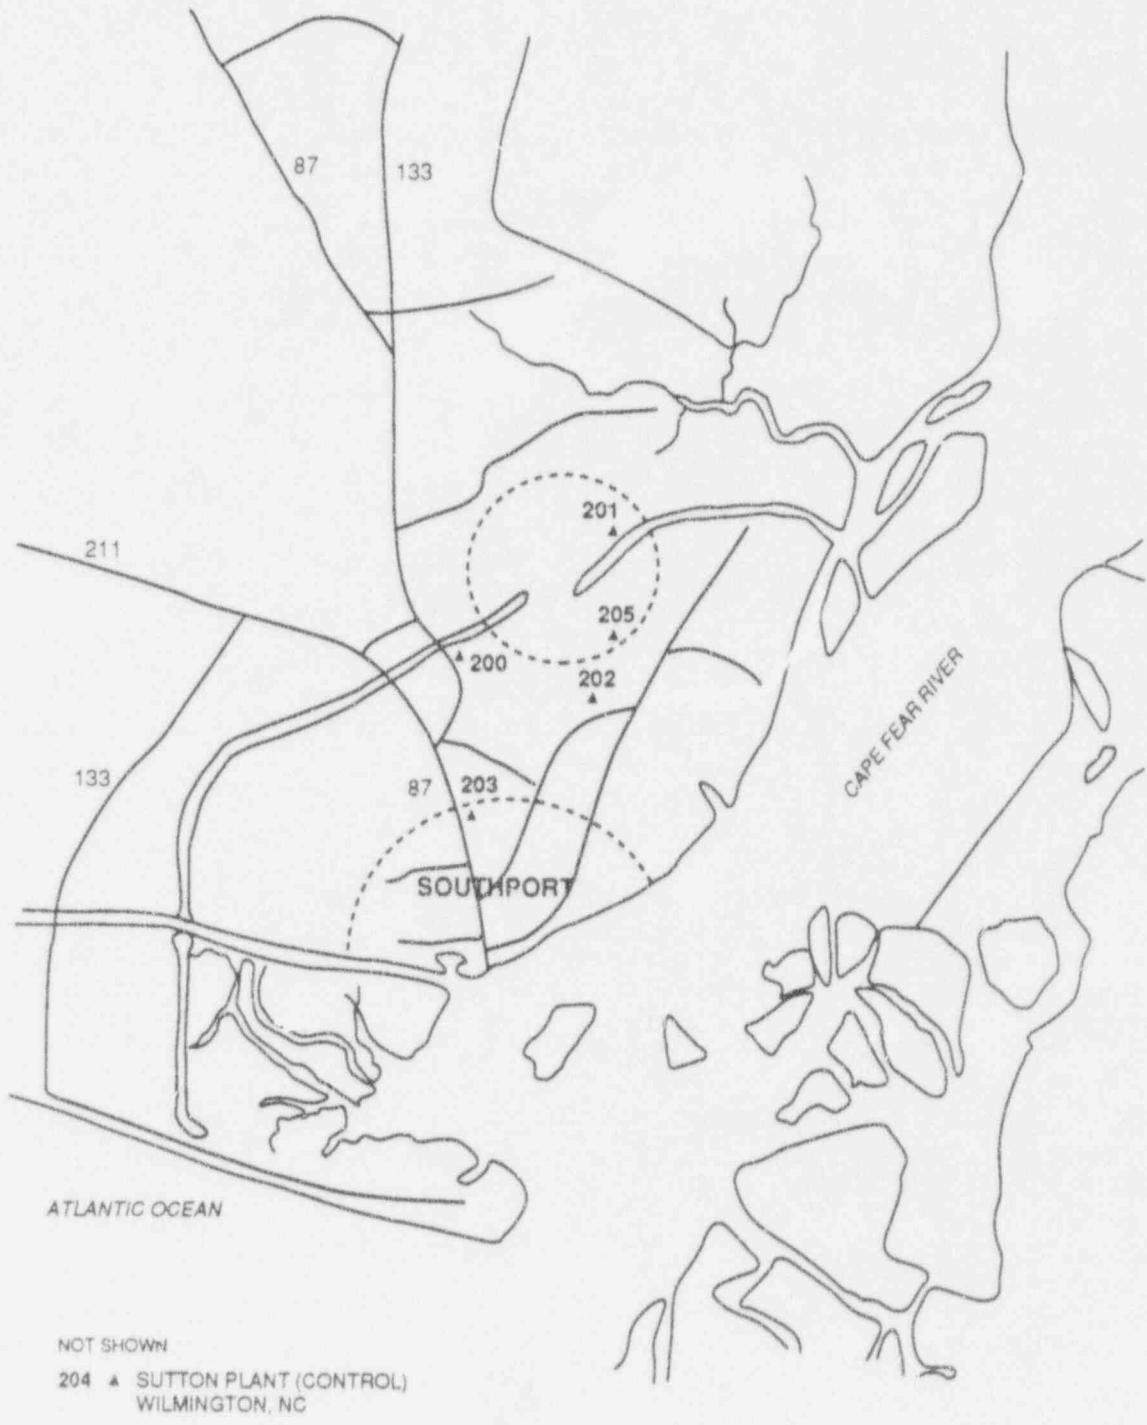 87
133
201
211
205
200
202
CAPE FEAR RIVER
133
87
203
SOUTHPORT
ATLANTIC OCEAN
NOT SHOWN
204 ▲ SUTTON PLANT (CONTROL)
WILMINGTON, NC